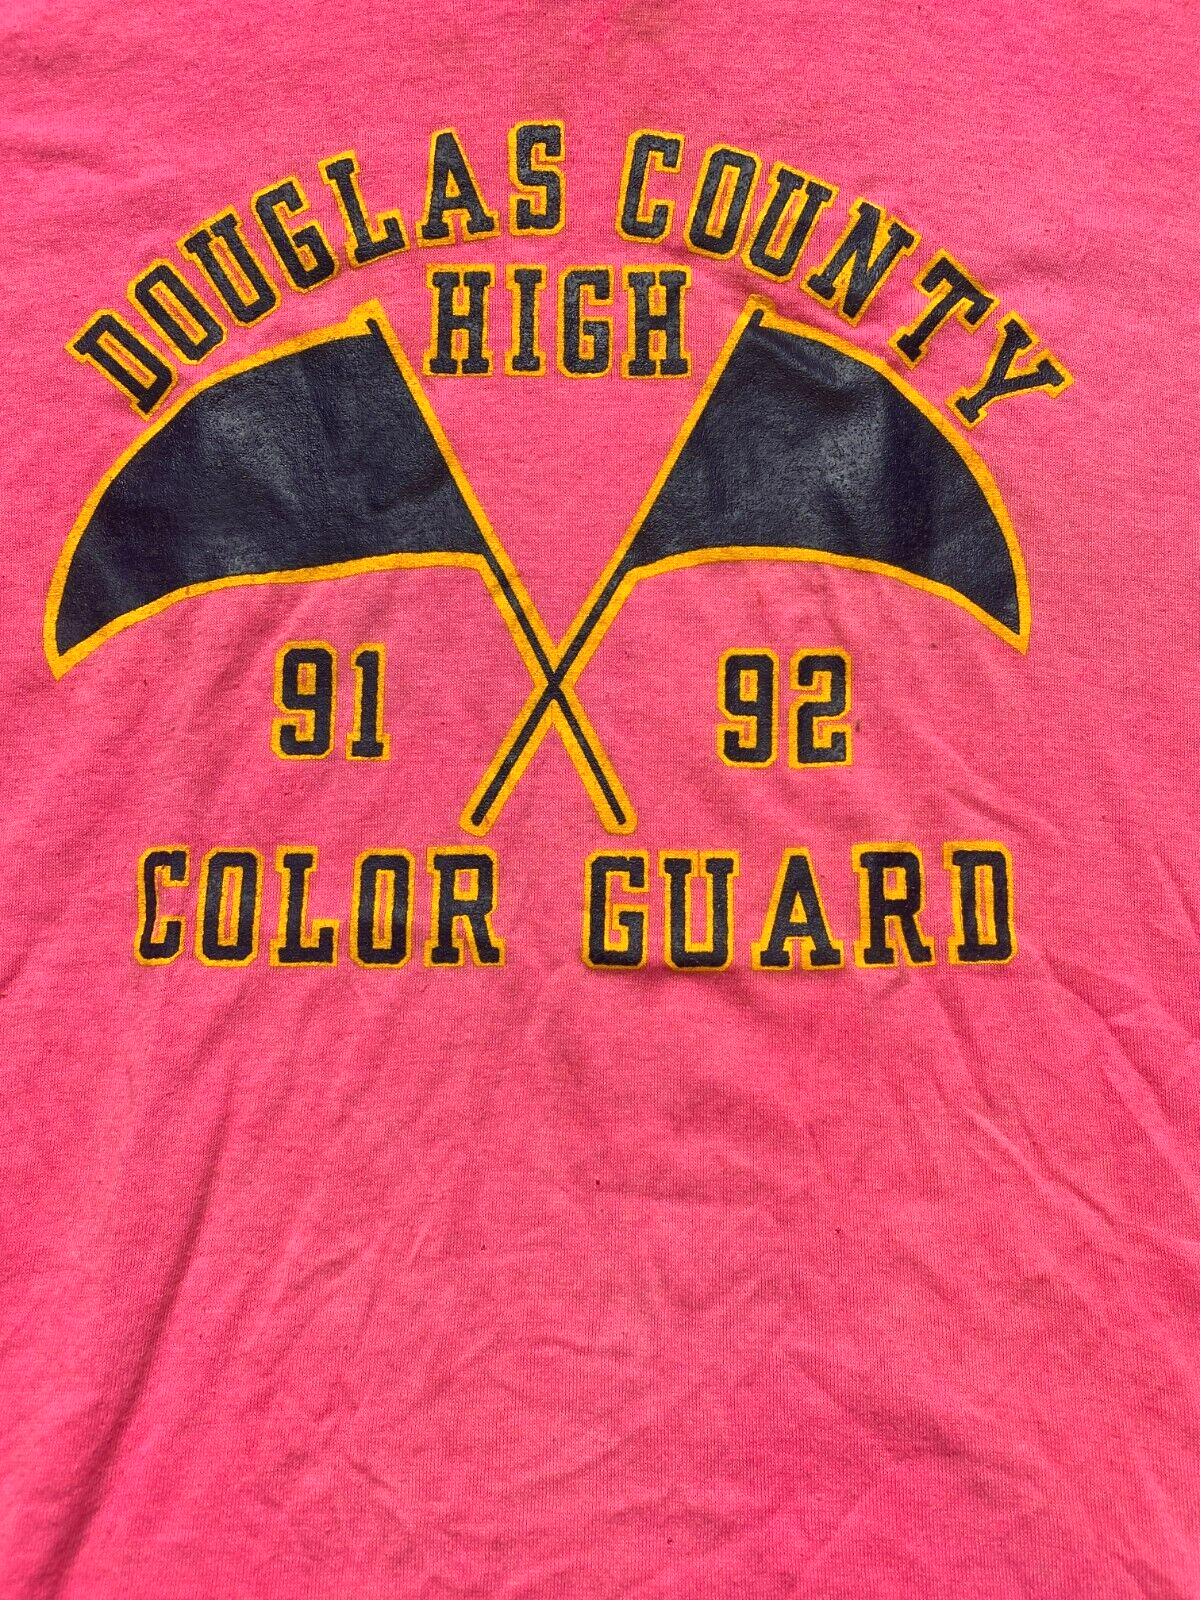 DOUGLAS COUNTY
HIGH
91 92
COLOR GUARD